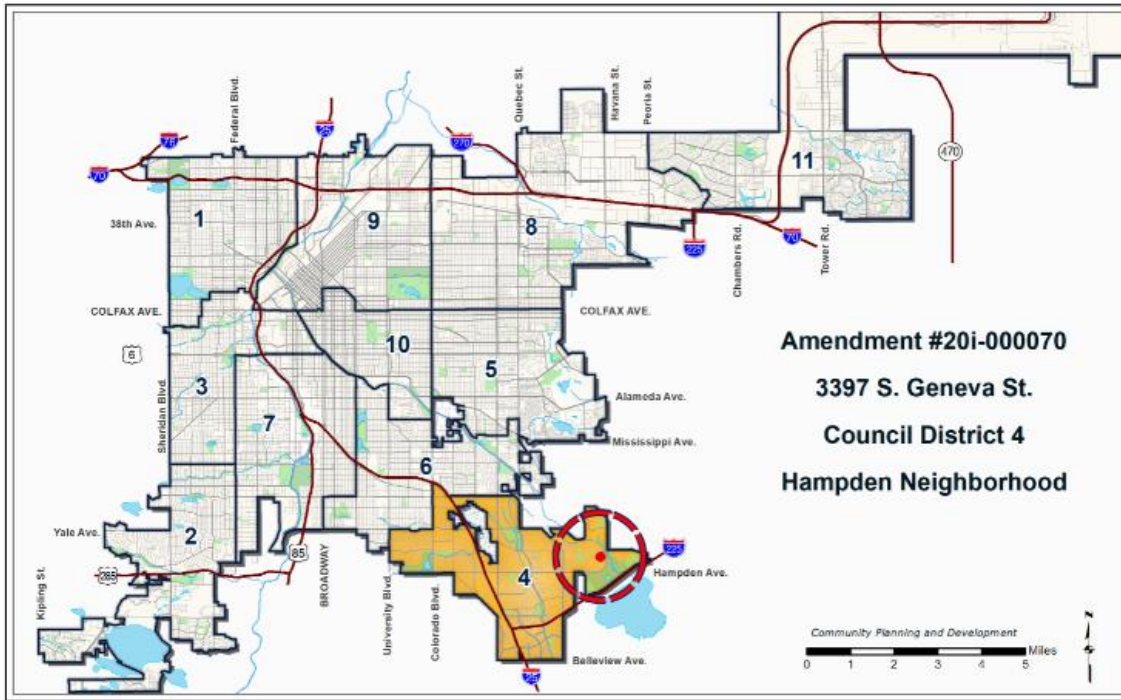 Federal Blvd.
Quebec St.
Havana St.
Peoria St.
25
76
270
70
470
11
1
9
8
38th Ave.
225
Chambers Rd.
70
Tower Rd.
COLFAX AVE.
COLFAX AVE.
6
10
5
3
Sheridan Blvd.
7
Alameda Ave.
Mississippi Ave.
6
Amendment #20i-000070
3397 S. Geneva St.
Council District 4
Hampden Neighborhood
Yale Ave.
2
85
285
Kipling St.
BROADWAY
University Blvd.
Colorado Blvd.
4
225
Hampden Ave.
Belleview Ave.
25
Community Planning and Development
Miles
0 1 2 3 4 5
N